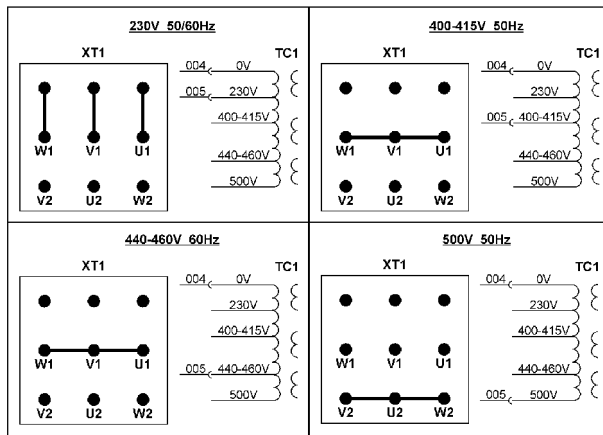 230V 50/60Hz
XT1
TC1
004 0V
005 230V
400-415V
W1 V1 U1
440-460V
V2 U2 W2
500V
400-415V 50Hz
XT1
TC1
004 0V
230V
005 400-415V
W1 V1 U1
440-460V
V2 U2 W2
500V
440-460V 60Hz
XT1
TC1
004 0V
230V
400-415V
W1 V1 U1
005 440-460V
V2 U2 W2
500V
500V 50Hz
XT1
TC1
004 0V
230V
400-415V
W1 V1 U1
440-460V
V2 U2 W2
005 500V